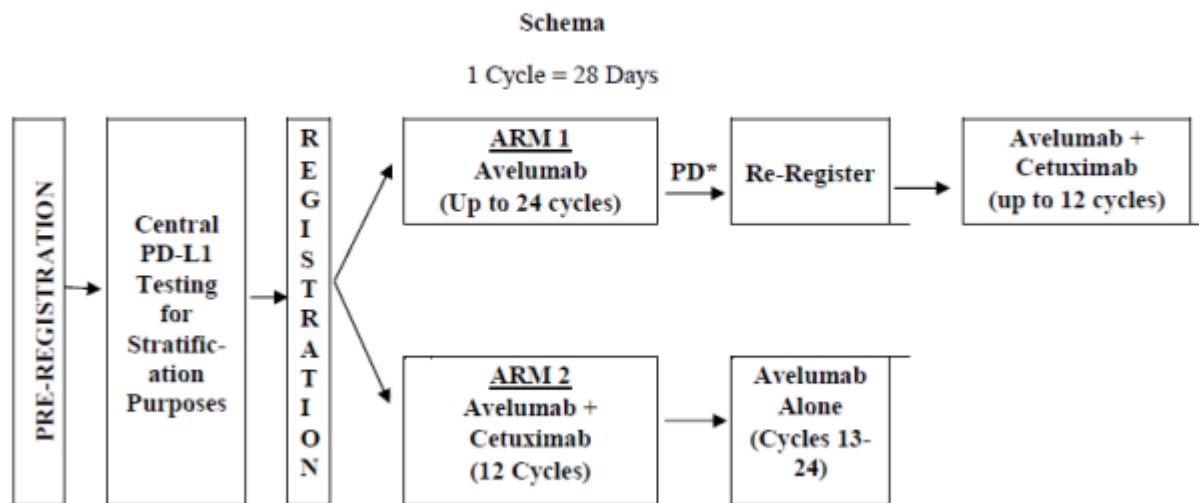 Schema
1 Cycle = 28 Days
PRE-REGISTRATION
Central
PD-L1
Testing
for
Stratific-
ation
Purposes
REGISTRATION
ARM 1
Avelumab
(Up to 24 cycles)
PD*
Re-Register
Avelumab +
Cetuximab
(up to 12 cycles)
ARM 2
Avelumab +
Cetuximab
(12 Cycles)
Avelumab
Alone
(Cycles 13-
24)